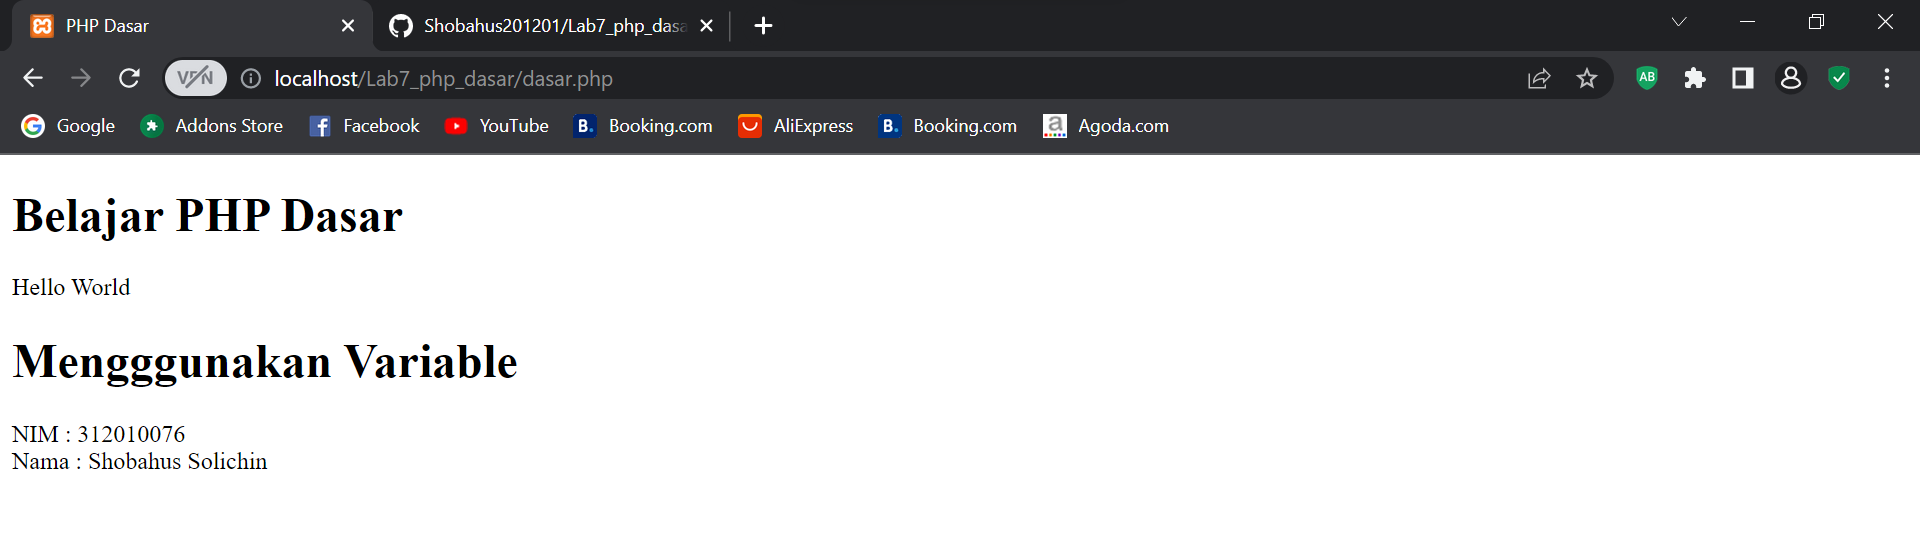 PHP Dasar
Shobahus201201/Lab7_php_dasa
VPN
localhost/Lab7_php_dasar/dasar.php
AB
Google
Addons Store
Facebook
YouTube
B. Booking.com
AliExpress
B. Booking.com
a Agoda.com
Belajar PHP Dasar
Hello World
Mengggunakan Variable
NIM : 312010076
Nama : Shobahus Solichin